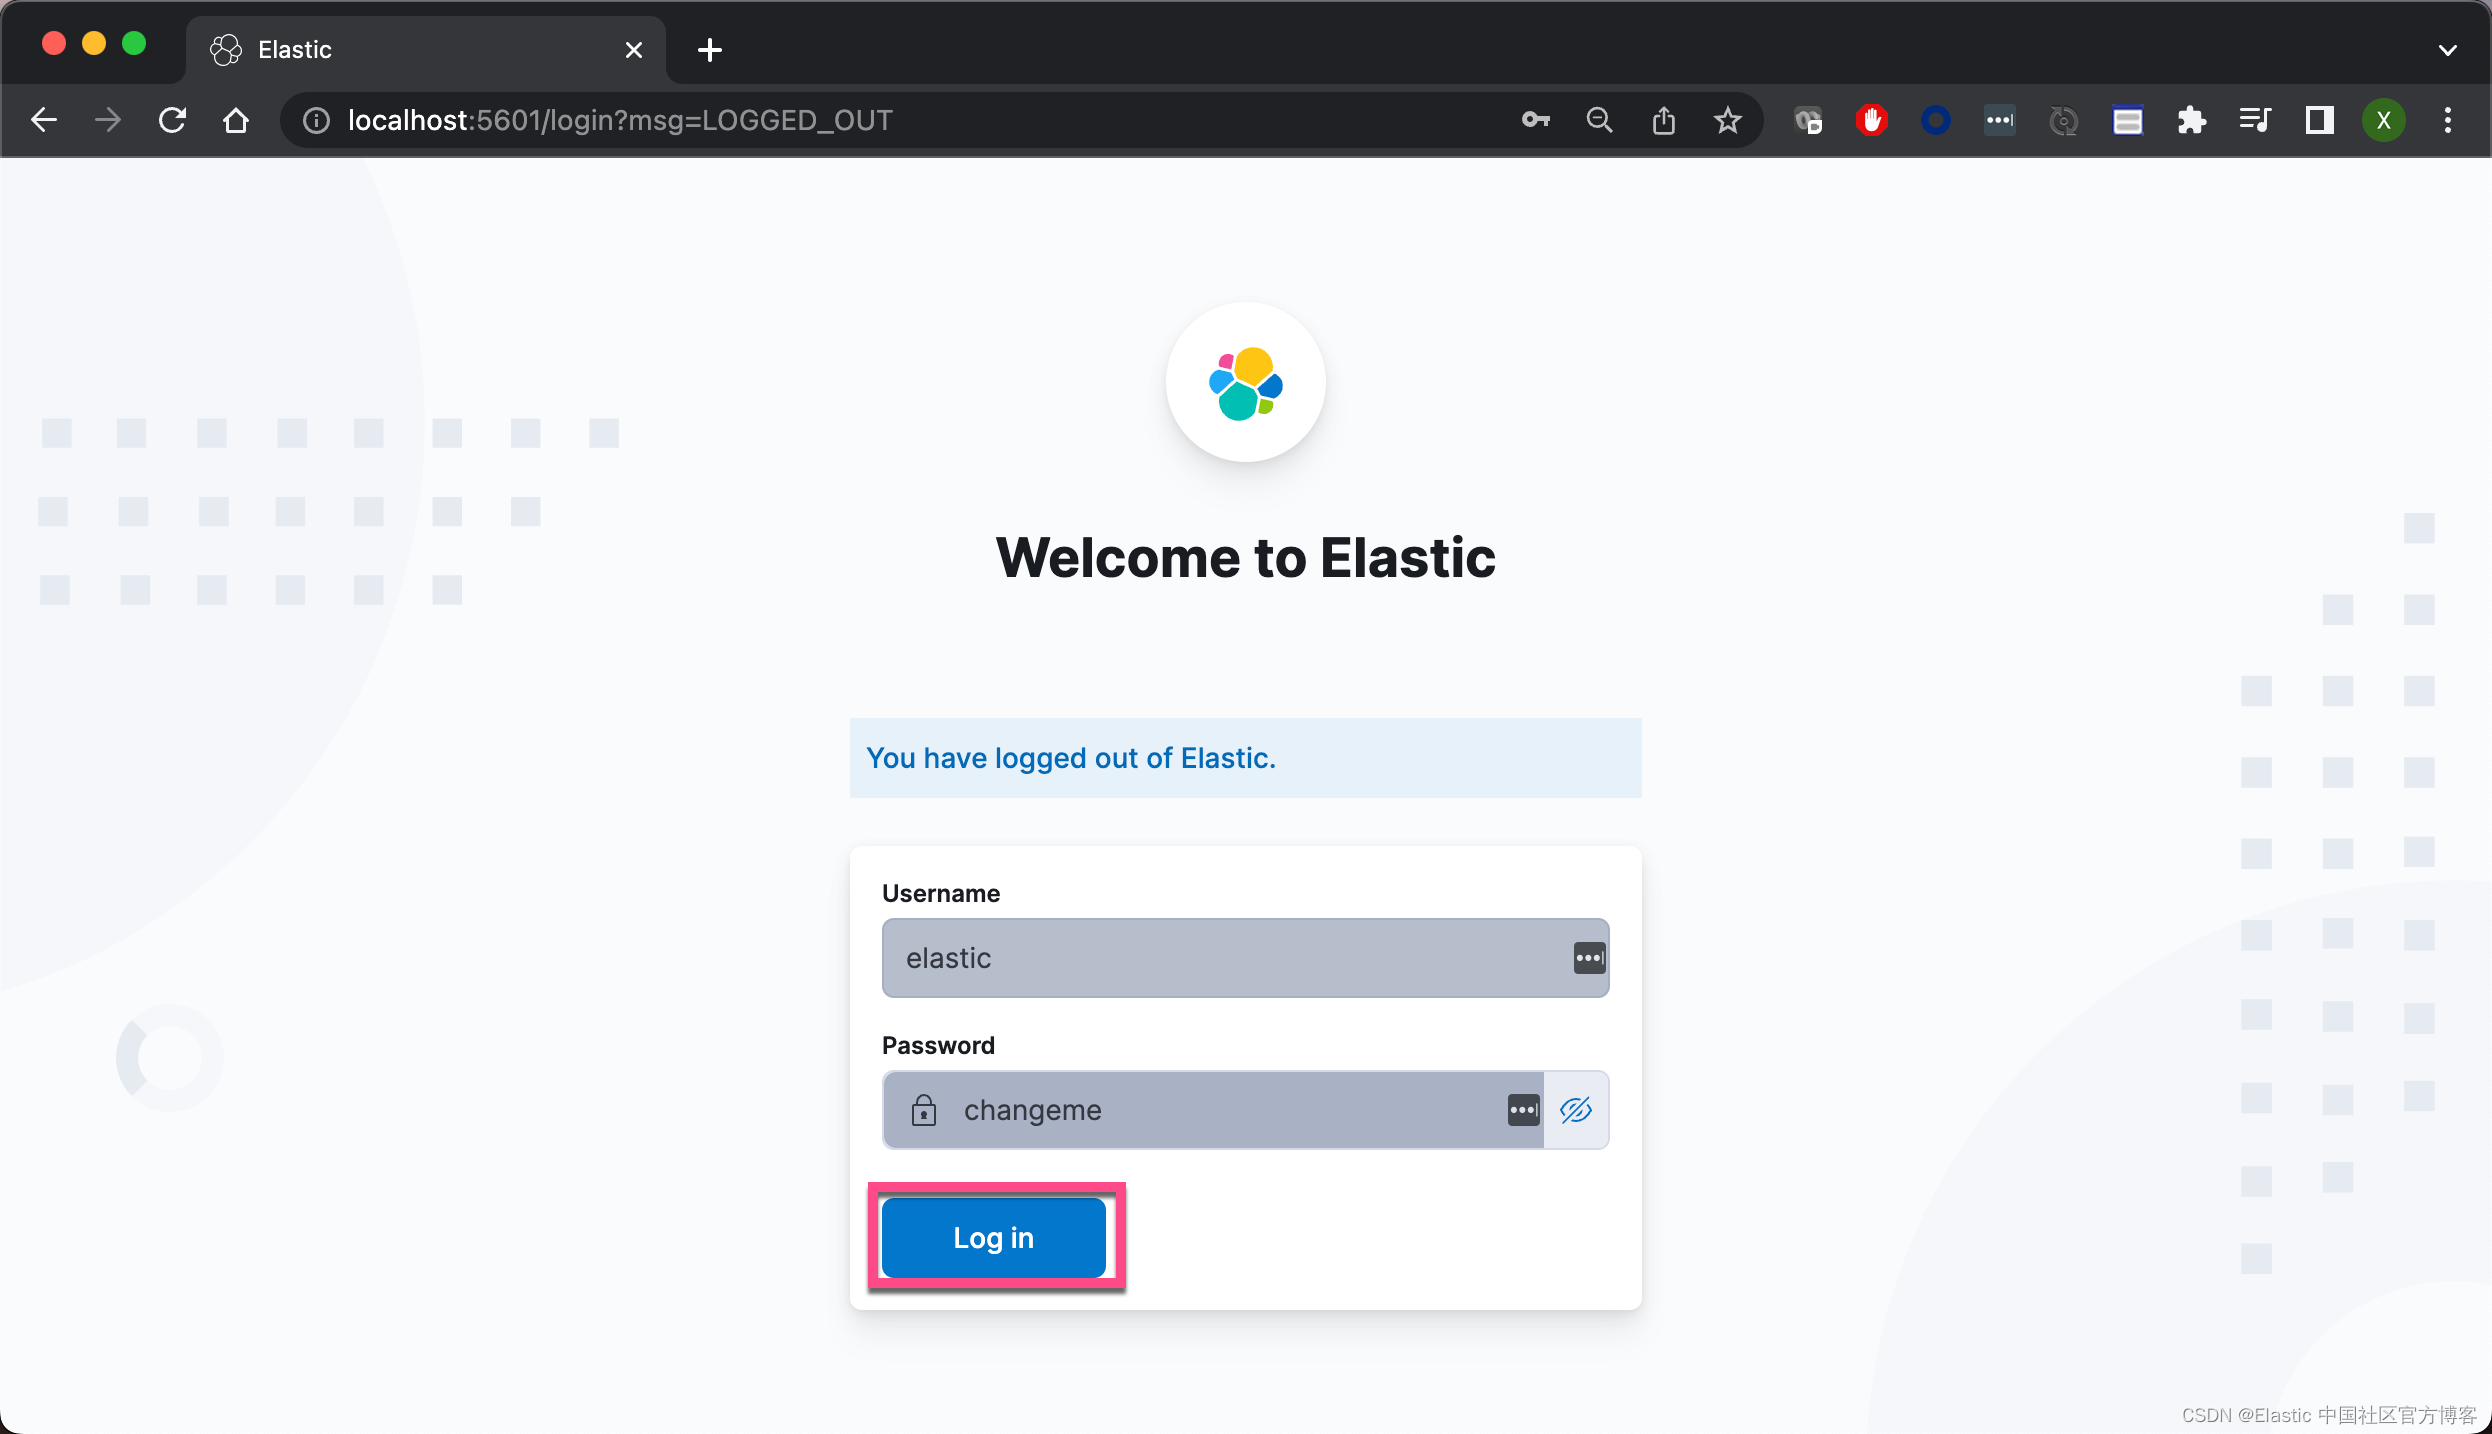 Elastic
localhost:5601/login?msg=LOGGED_OUT
X
Welcome to Elastic
You have logged out of Elastic.
Username
elastic
Password
changeme
Log in
CSDN @Elastic 中国社区官方博客